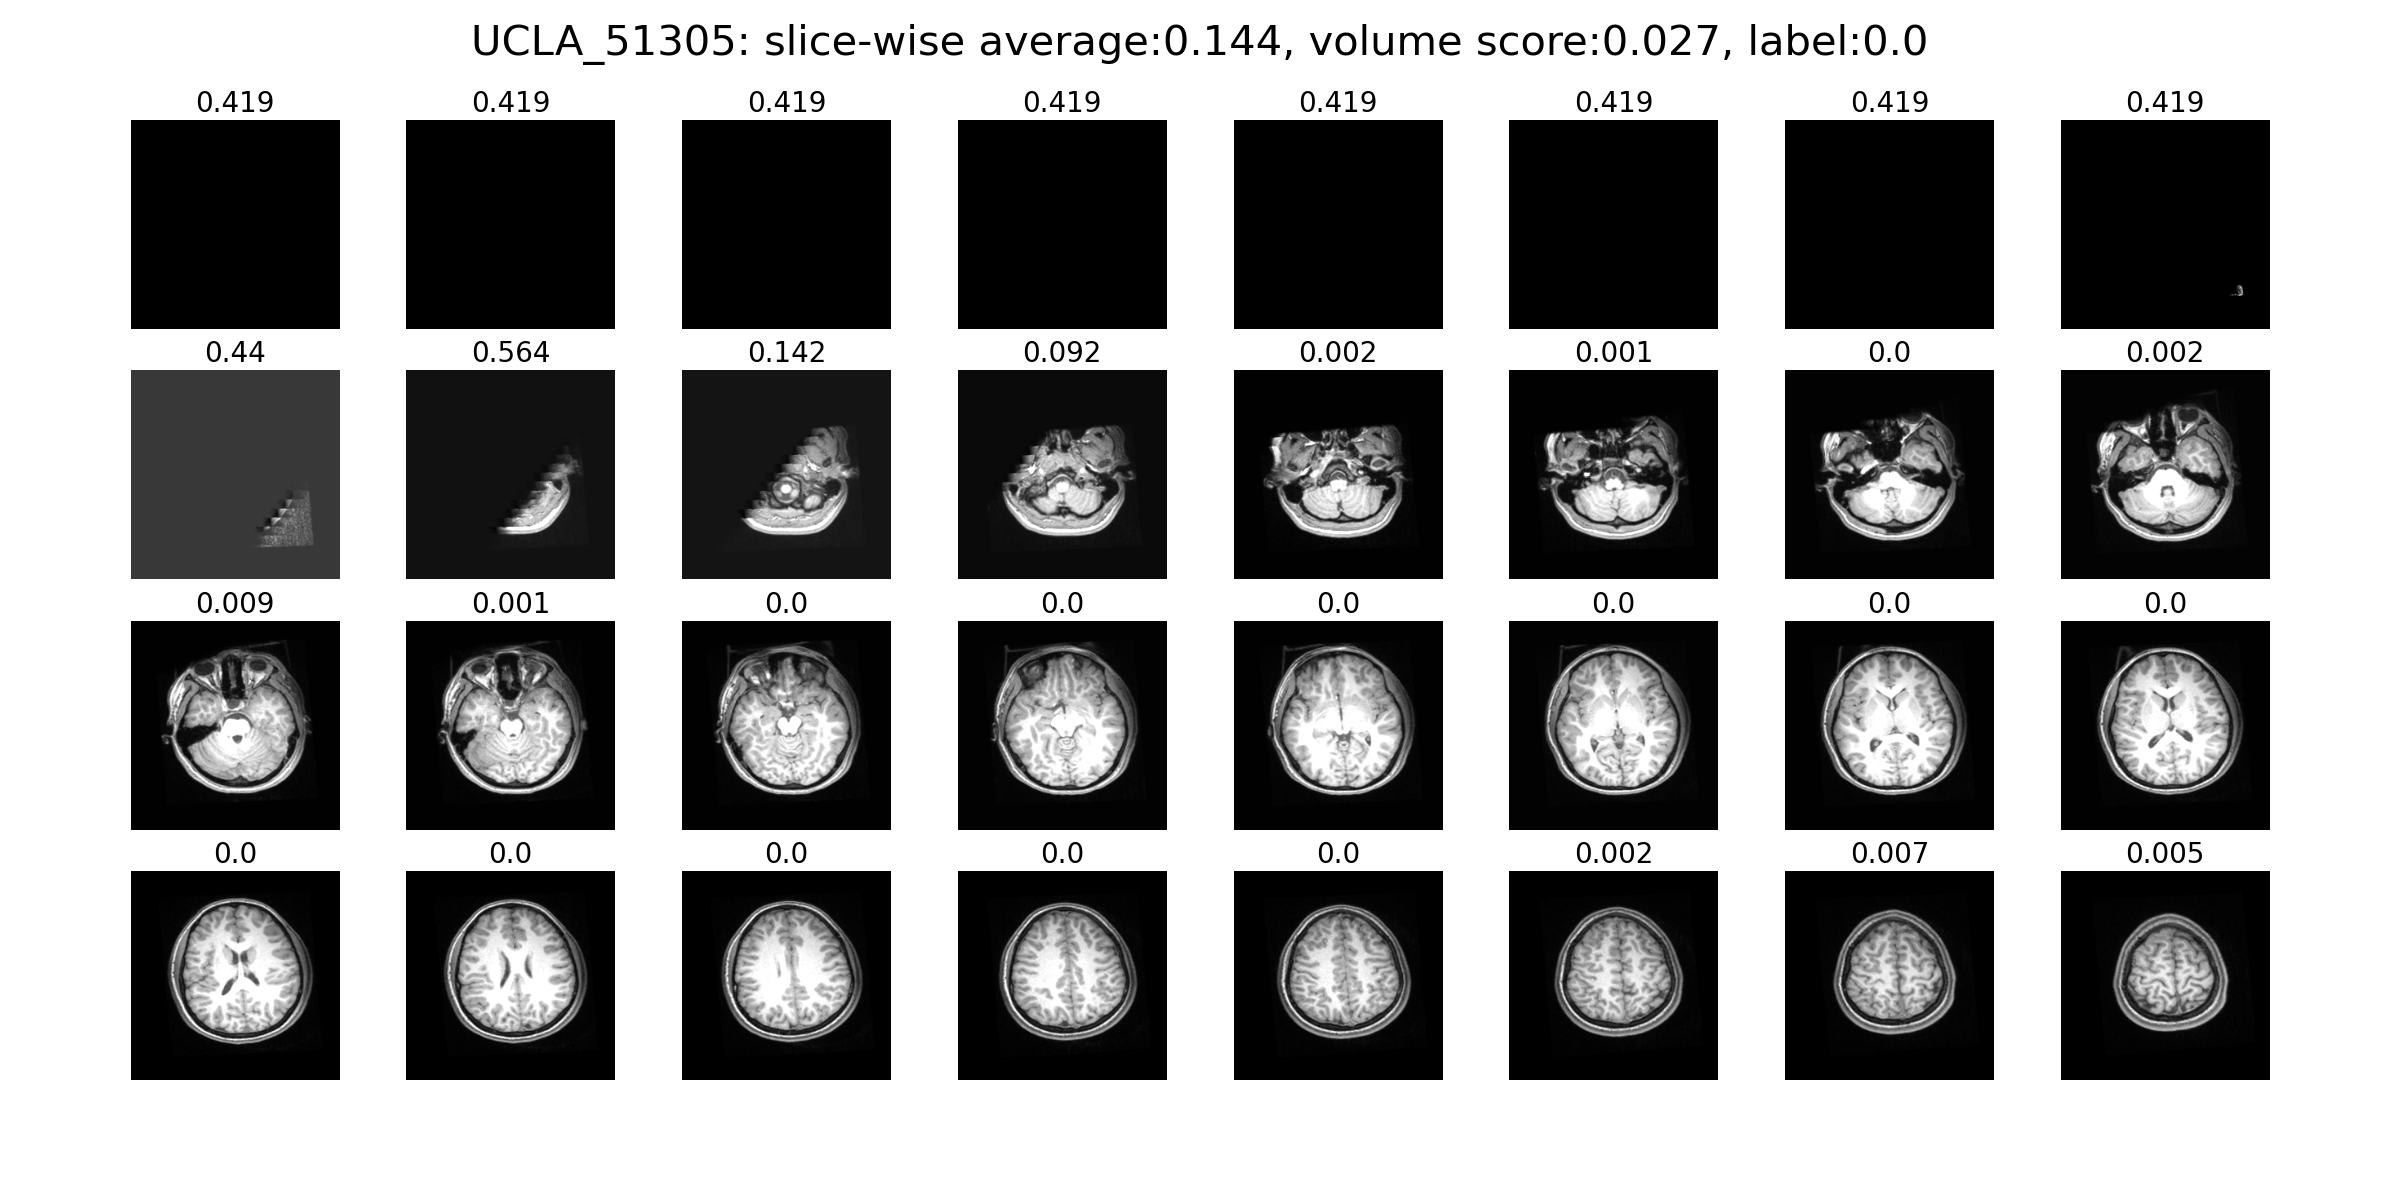 UCLA_51305: slice-wise average:0.144, volume score:0.027, label:0.0
0.419 0.419 0.419 0.419 0.419 0.419 0.419 0.419
0.44 0.564 0.142 0.092 0.002 0.001 0.0 0.002
0.009 0.001 0.0 0.0 0.0 0.0 0.0 0.0
0.0 0.0 0.0 0.0 0.0 0.002 0.007 0.005